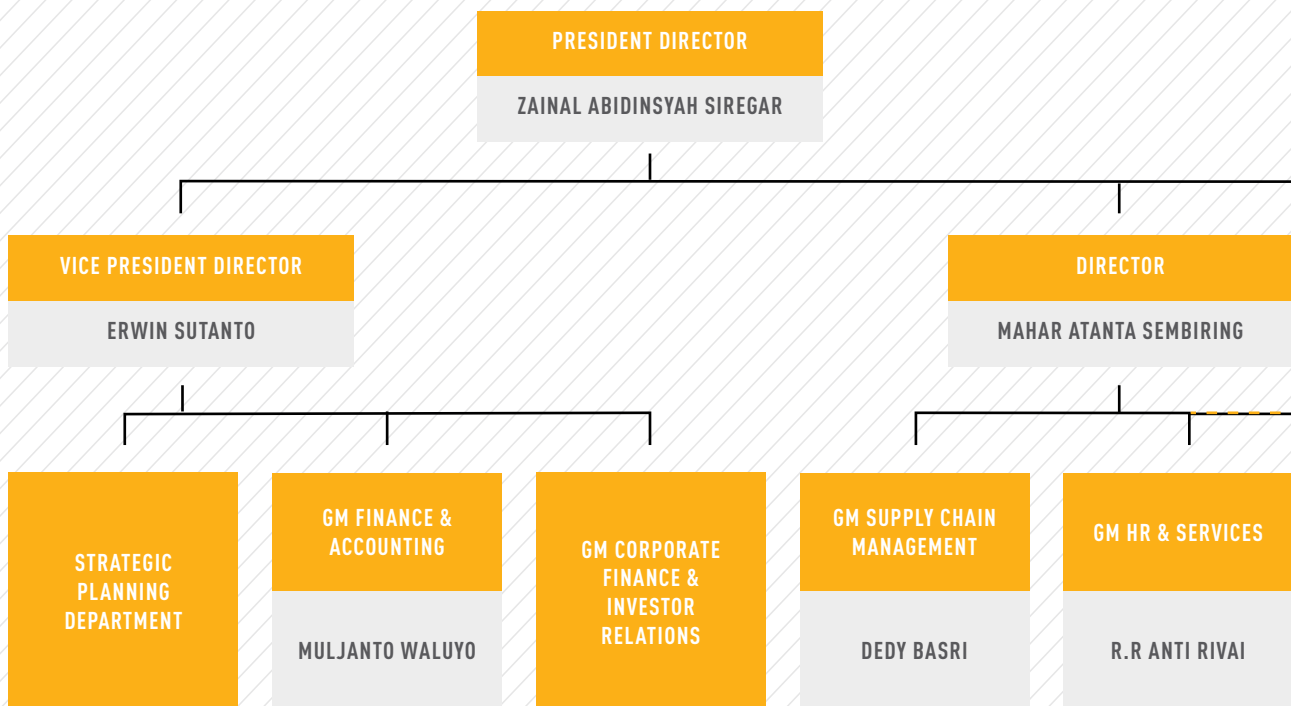 PRESIDENT DIRECTOR
ZAINAL ABIDINSYAH SIREGAR
VICE PRESIDENT DIRECTOR
ERWIN SUTANTO
DIRECTOR
MAHAR ATANTA SEMBIRING
STRATEGIC
PLANNING
DEPARTMENT
GM FINANCE &
ACCOUNTING
MULJANTO WALUYO
GM CORPORATE
FINANCE &
INVESTOR
RELATIONS
GM SUPPLY CHAIN
MANAGEMENT
DEDY BASRI
GM HR & SERVICES
R.R ANTI RIVAI